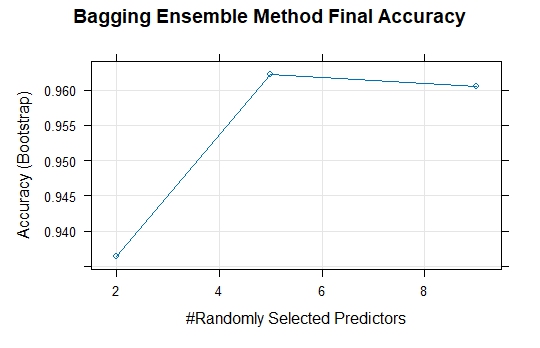 Bagging Ensemble Method Final Accuracy
Accuracy (Bootstrap)
0.960
0.955
0.950
0.945
0.940
2 4 6 8
#Randomly Selected Predictors